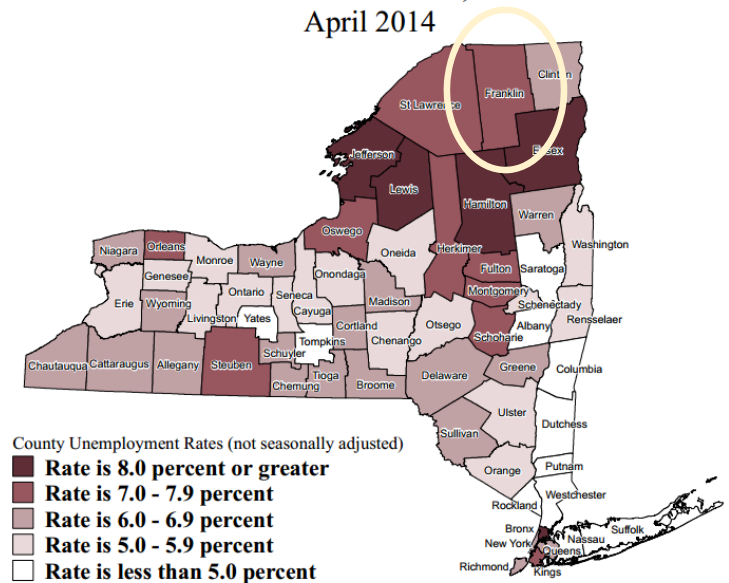 April 2014
Clinton
Franklin
St Lawrence
Essex
Jefferson
Lewis
Hamilton
Warren
Oswego
Washington
Niagara
Orleans
Monroe
Wayne
Oneida
Herkimer
Fulton
Saratoga
Genesee
Onondaga
Montgomery
Erie
Wyoming
Ontario
Seneca
Madison
Schenectady
Livingston
Yates
Cayuga
Cortland
Chenango
Otsego
Schoharie
Albany
Rensselaer
Tompkins
Schuyler
Chautauqua
Cattaraugus
Allegany
Steuben
Chemung
Tioga
Broome
Delaware
Greene
Columbia
Ulster
Dutchess
Sullivan
Orange
Putnam
Westchester
Rockland
Bronx
New York
Queens
Nassau
Suffolk
Richmond
Kings
County Unemployment Rates (not seasonally adjusted)
Rate is 8.0 percent or greater
Rate is 7.0 - 7.9 percent
Rate is 6.0 - 6.9 percent
Rate is 5.0 - 5.9 percent
Rate is less than 5.0 percent